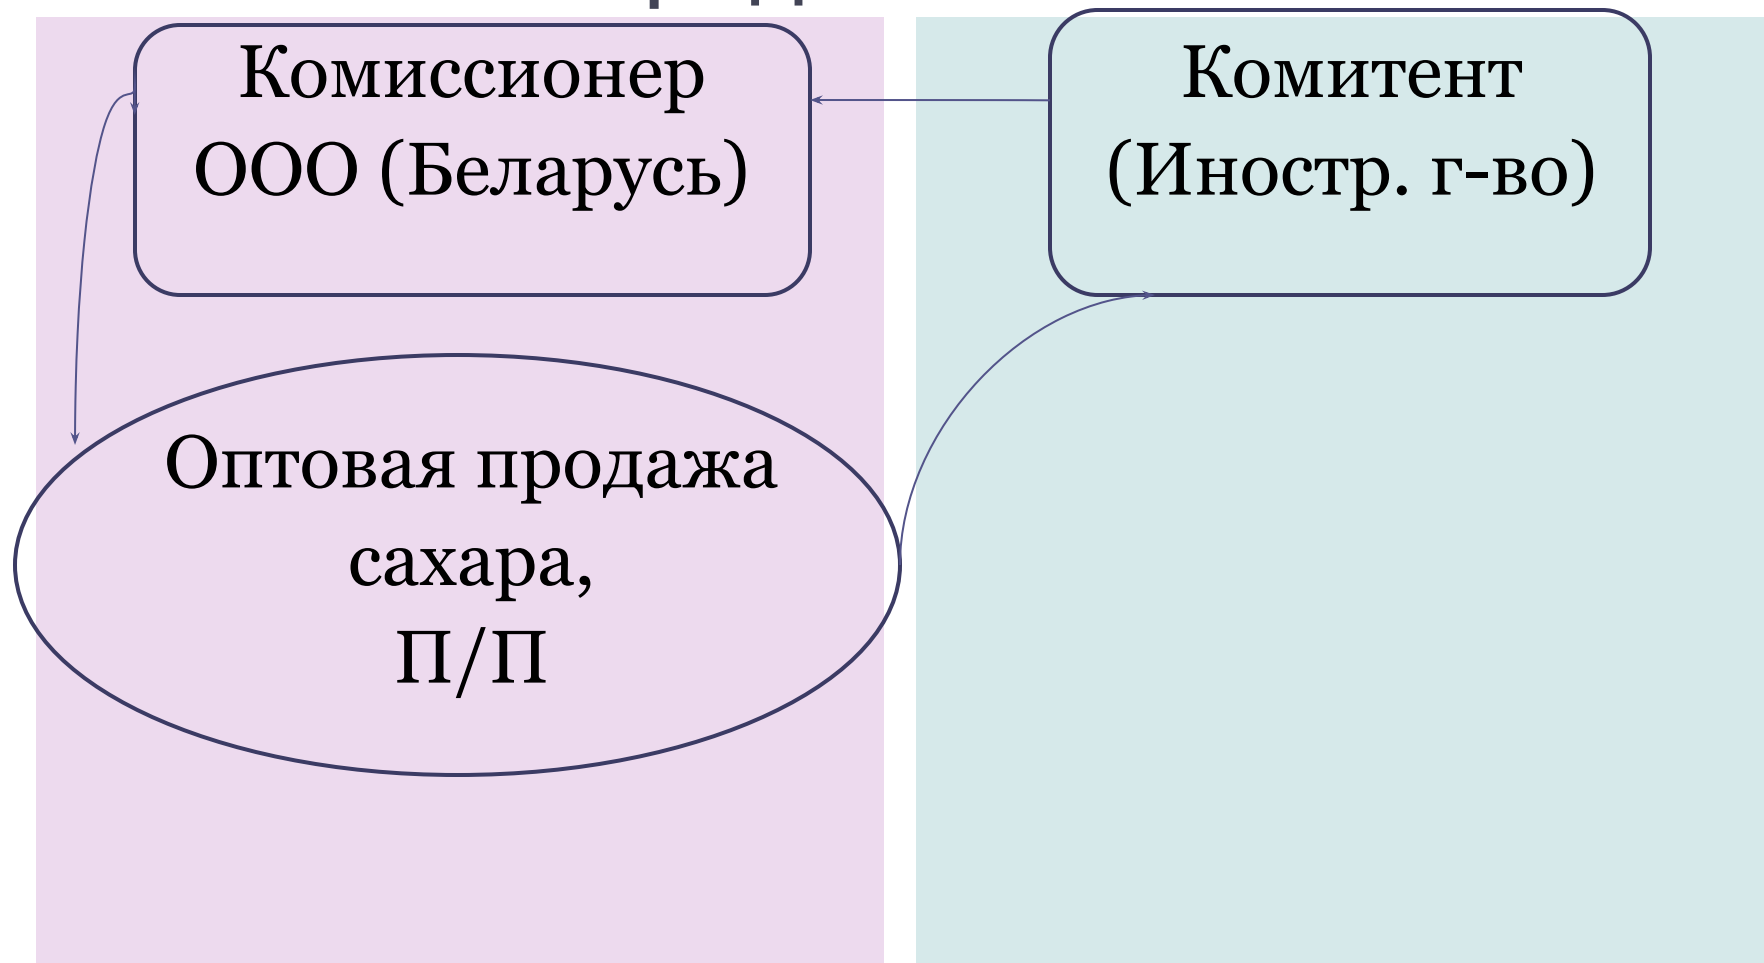 Комиссионер
ООО (Беларусь)
Комитент
(Иностр. г-во)
Оптовая продажа
сахара,
П/П